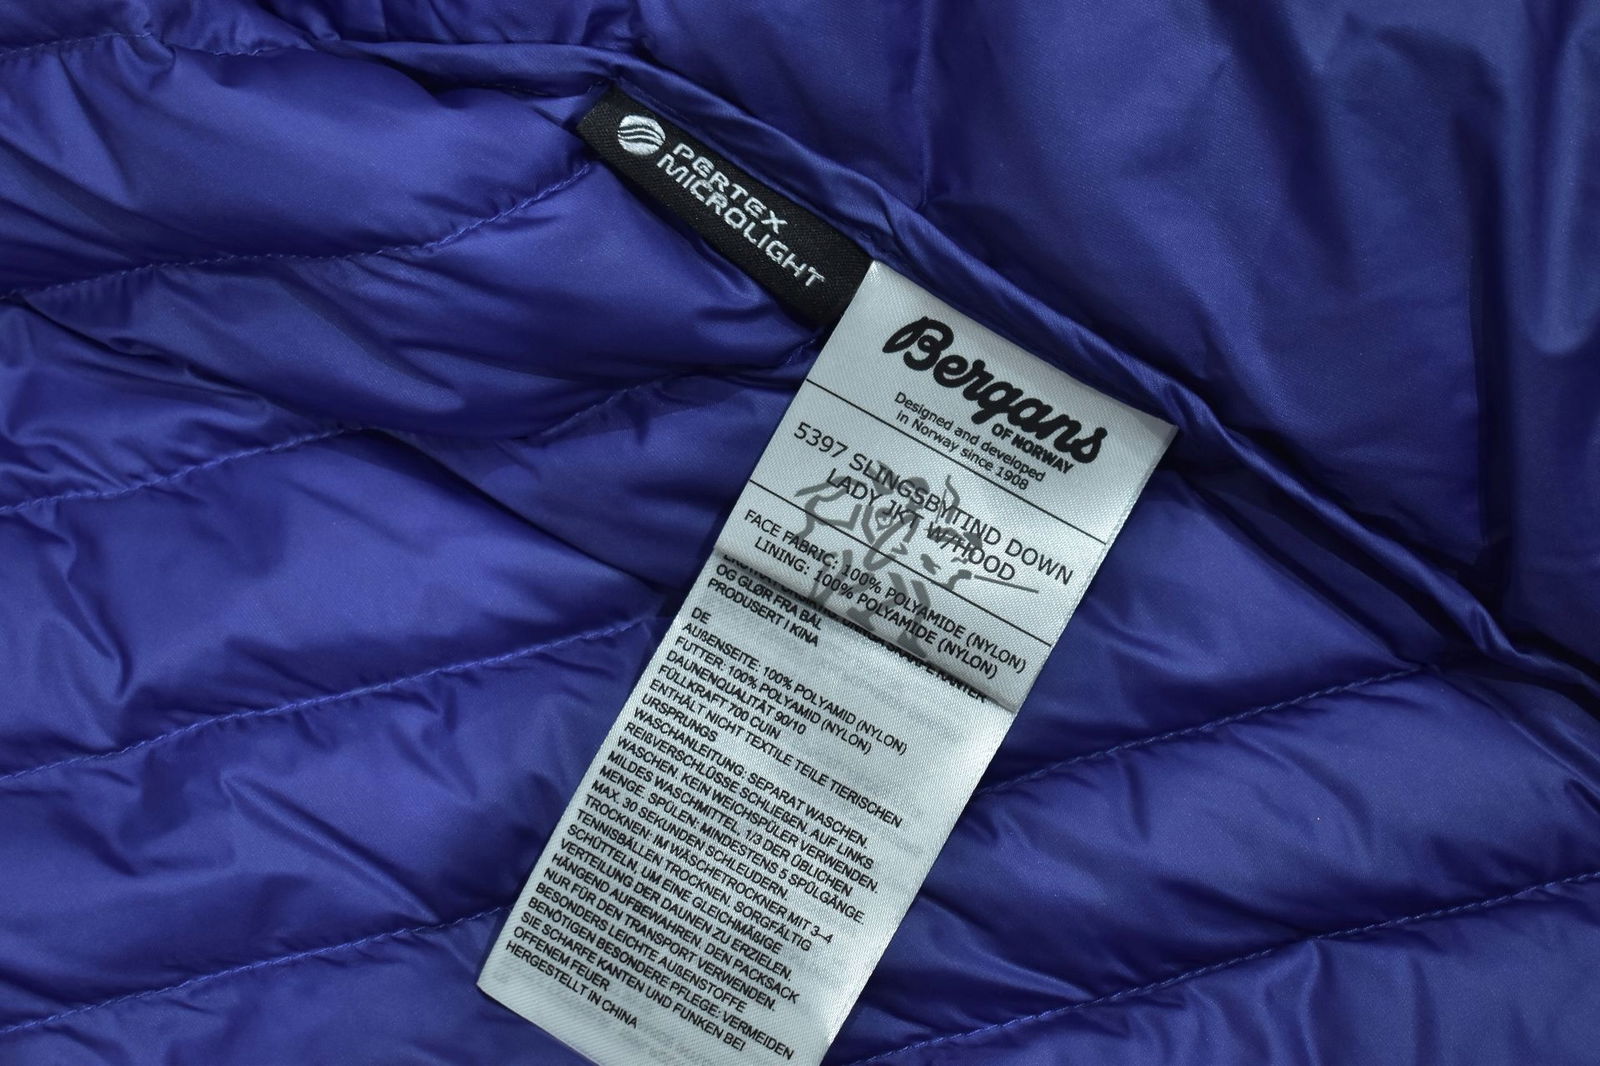 PERTEX
MICROLIGHT
Bergans
OF NORWAY
Designed and developed
in Norway since 1908
5397 SLINGSBYTIND DOWN
LADY JKT W/HOOD
FACE FABRIC: 100% POLYAMIDE (NYLON)
LINING: 100% POLYAMIDE (NYLON)
OG GLØR FRA BÅL
PRODUSERT I KINA
DE
AUßENSEITE: 100% POLYAMID (NYLON)
FUTTER: 100% POLYAMID (NYLON)
DAUNENQUALITÄT 90/10
FÜLLKRAFT 700 CUIN
ENTHÄLT NICHT TEXTILE TEILE TIERISCHEN
URSPRUNGS
WASCHANLEITUNG: SEPARAT WASCHEN.
REIßVERSCHLÜSSE SCHLIEßEN, AUF LINKS
WASCHEN. KEIN WEICHSPÜLER VERWENDEN.
MILDES WASCHMITTEL, 1/3 DER ÜBLICHEN
MENGE. SPÜLEN: MINDESTENS 5 SPÜLGÄNGE.
MAX. 30 SEKUNDEN SCHLEUDERN.
TROCKNEN: IM WÄSCHETROCKNER MIT 3–4
TENNISBÄLLEN TROCKNEN, SORGFÄLTIG
SCHÜTTELN, UM EINE GLEICHMÄßIGE
VERTEILUNG DER DAUNEN ZU ERZIELEN.
HÄNGEND AUFBEWAHREN. DEN PACKSACK
NUR FÜR DEN TRANSPORT VERWENDEN.
BESONDERS LEICHTE AUßENSTOFFE
BENÖTIGEN BESONDERE PFLEGE: VERMEIDEN
SIE SCHARFE KANTEN UND FUNKEN BEI
OFFENEM FEUER
HERGESTELLT IN CHINA